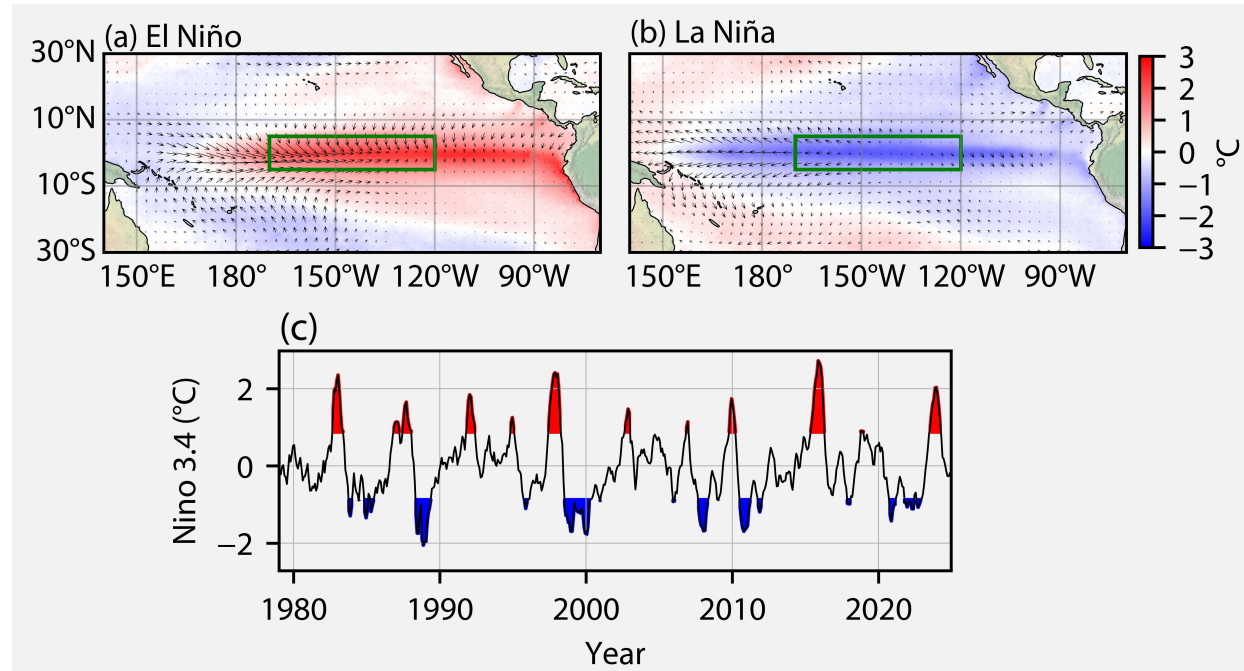 (a) El Niño
(b) La Niña
30°N
10°N
10°S
30°S
150°E 180° 150°W 120°W 90°W
150°E 180° 150°W 120°W 90°W
3
2
1
0
−1
−2
−3
°C
(c)
Nino 3.4 (°C)
2
0
−2
1980 1990 2000 2010 2020
Year